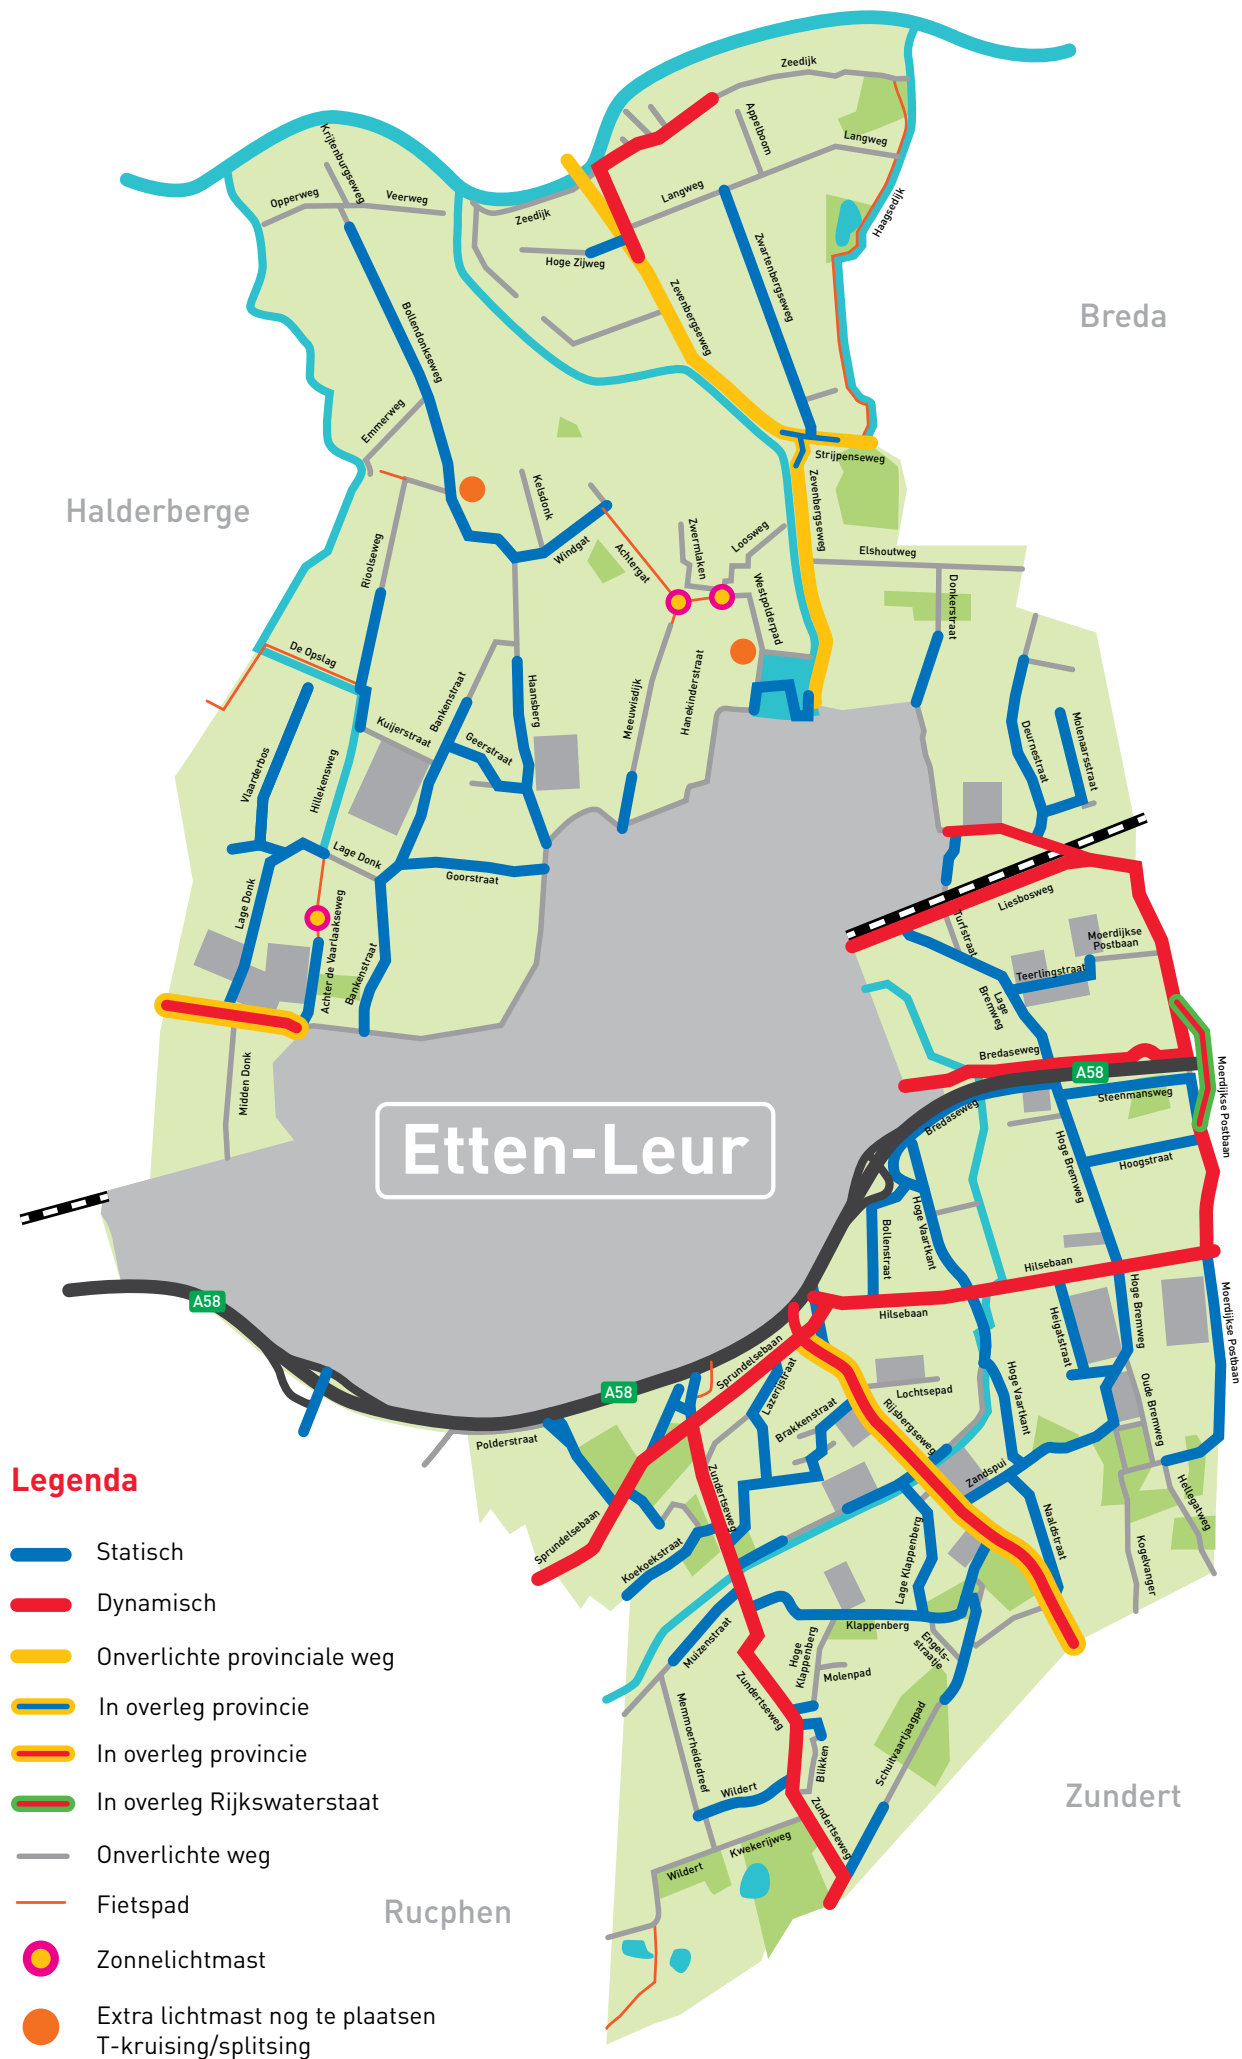 Zeedijk
Krijtenburgseweg
Appelboom
Langweg
Opperweg
Veerweg
Langweg
Zeedijk
Haagsedijk
Hoge Zijweg
Zwartenbergseweg
Zevenbergseweg
Breda
Bollendonkseweg
Emmerweg
Strijpenseweg
Halderberge
Kelsdonk
Zevenbergseweg
Zwermlaken
Loosweg
Windgat
Achtergat
Elshoutweg
Rioolseweg
Westpolderpad
Donkerstraat
De Opslag
Bankenstraat
Haansberg
Meeuwisdijk
Hanekinderstraat
Kuijerstraat
Geerstraat
Deurnestraat
Molenaarsstraat
Vlaarderbos
Hillekensweg
Lage Donk
Goorstraat
Liesbosweg
Lage Donk
Achter de Vaarlaakseweg
Bankenstraat
Turfstraat
Moerdijkse
Postbaan
Teerlingstraat
Lage
Bremweg
Midden Donk
Bredaseweg
A58
Moerdijkse Postbaan
Steenmansweg
Bredaseweg
Etten-Leur
Hoge Bremweg
Hoogstraat
Hoge Vaartkant
Bollenstraat
Hilsebaan
A58
Hilsebaan
Hoge Bremweg
Moerdijkse Postbaan
Heigatstraat
Sprundelsebaan
A58
Lazerijstraat
Lochtsepad
Hoge Vaartkant
Oude Bremweg
Brakkenstraat
Rijsbergseweg
Polderstraat
Zundertseweg
Zandspui
Hellegatweg
Sprundelsebaan
Naaldstraat
Koekoekstraat
Lage Klappenberg
Kogelvanger
Klappenberg
Muizenstraat
Hoge
Klappenberg
Engels-
straatje
Molenpad
Zundertseweg
Memmoerheidedreef
Blikken
Schuitvaartjaagpad
Wildert
Zundertseweg
Zundert
Kwekerijweg
Wildert
Rucphen
Legenda
Statisch
Dynamisch
Onverlichte provinciale weg
In overleg provincie
In overleg provincie
In overleg Rijkswaterstaat
Onverlichte weg
Fietspad
Zonnelichtmast
Extra lichtmast nog te plaatsen
T-kruising/splitsing